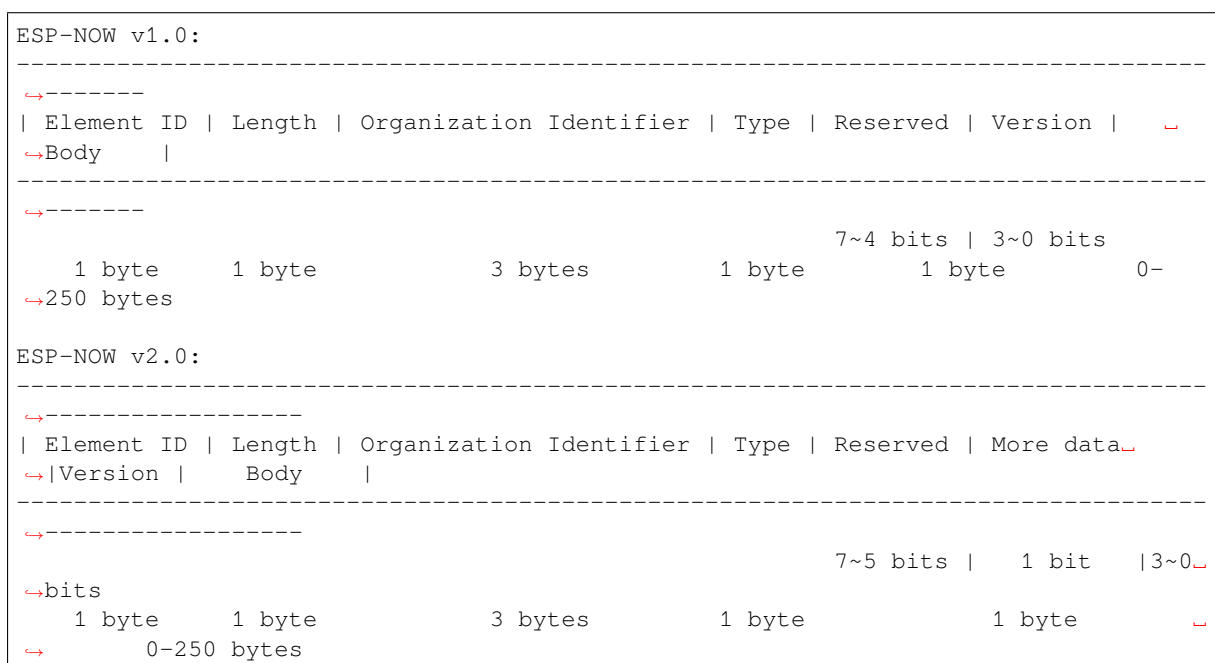 ESP-NOW v1.0:
------------------------------------------------------------------------------------
↪-------
| Element ID | Length | Organization Identifier | Type | Reserved | Version |   ␣
↪Body    |
------------------------------------------------------------------------------------
↪-------
7~4 bits | 3~0 bits
1 byte     1 byte            3 bytes         1 byte        1 byte         0-
↪250 bytes
ESP-NOW v2.0:
------------------------------------------------------------------------------------
↪------------------
| Element ID | Length | Organization Identifier | Type | Reserved | More data␣
↪|Version |    Body    |
------------------------------------------------------------------------------------
↪------------------
7~5 bits |   1 bit   |3~0␣
↪bits
1 byte     1 byte            3 bytes         1 byte             1 byte        ␣
↪        0-250 bytes